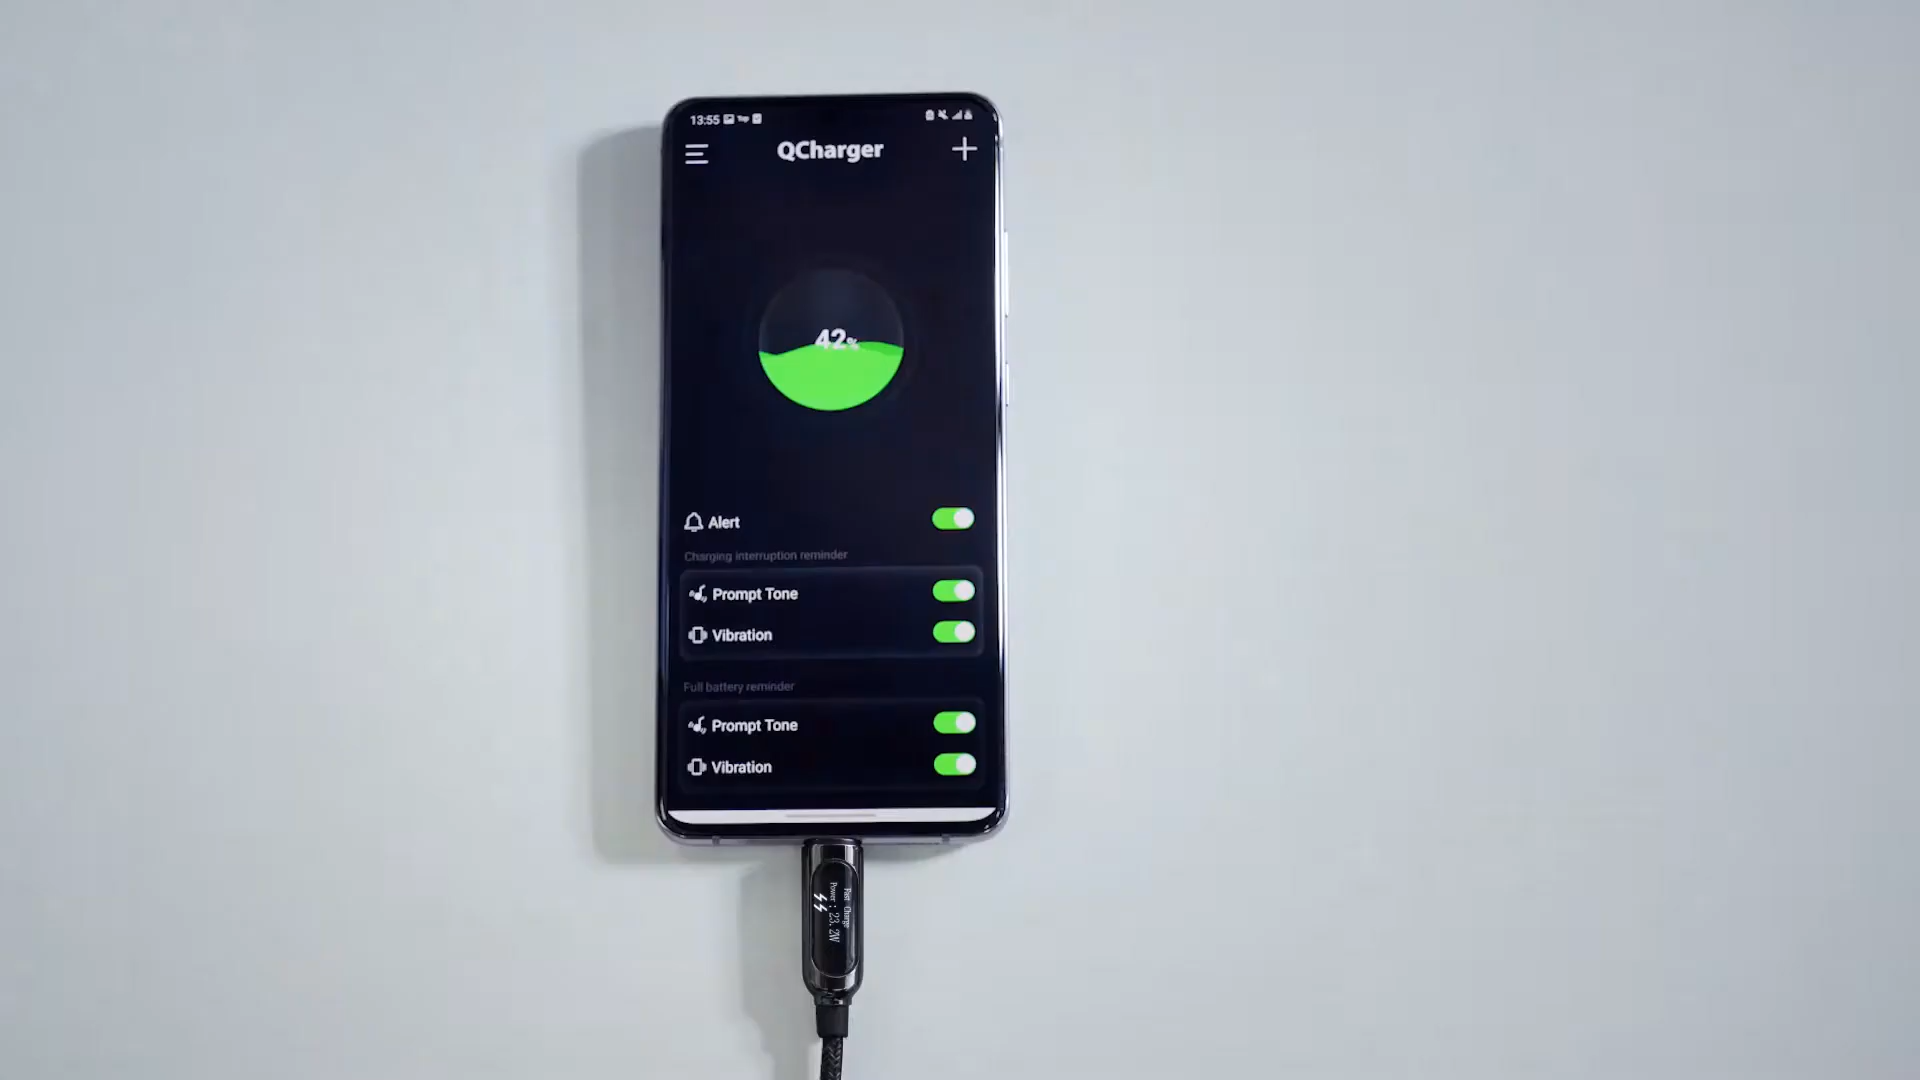 13:55
QCharger
42%
Alert
Charging interruption reminder
Prompt Tone
Vibration
Full battery reminder
Prompt Tone
Vibration
Fast Charge
Power: 23.2W